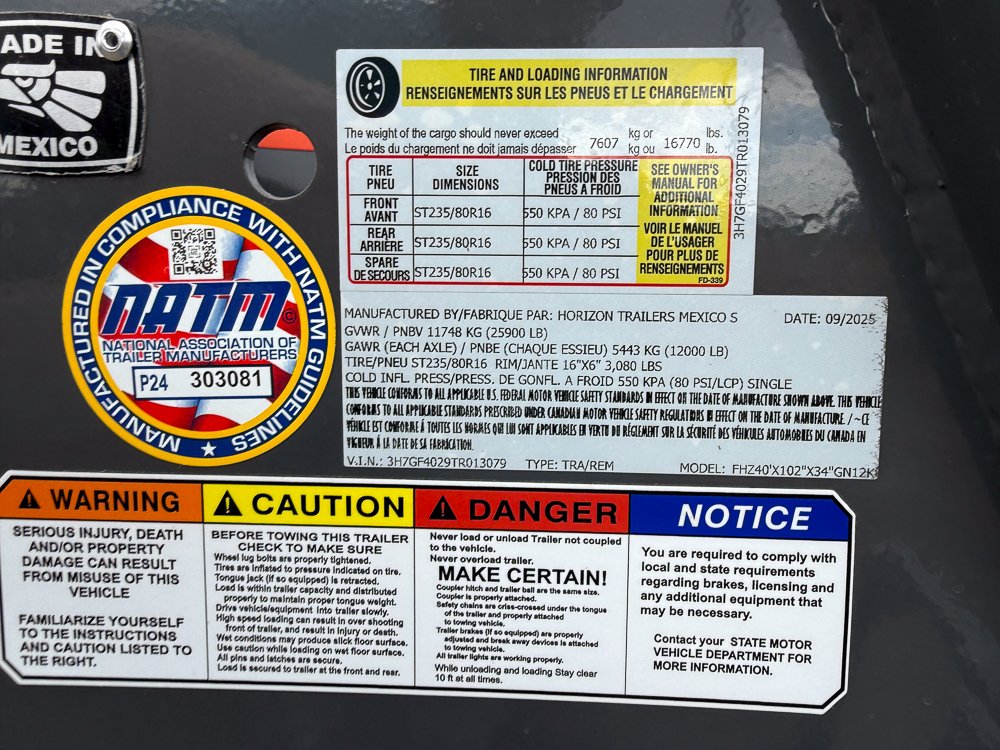 MADE IN
MEXICO
TIRE AND LOADING INFORMATION
RENSEIGNEMENTS SUR LES PNEUS ET LE CHARGEMENT
The weight of the cargo should never exceed 7607 kg or 16770 lbs.
Le poids du chargement ne doit jamais dépasser kg ou lb.
TIRE SIZE COLD TIRE PRESSURE
PNEU DIMENSIONS PRESSION DES
PNEUS A FROID
FRONT
AVANT ST235/80R16 550 KPA / 80 PSI
REAR
ARRIÈRE ST235/80R16 550 KPA / 80 PSI
SPARE
DE SECOURS ST235/80R16 550 KPA / 80 PSI
SEE OWNER'S
MANUAL FOR
ADDITIONAL
INFORMATION
VOIR LE MANUEL
DE L'USAGER
POUR PLUS DE
RENSEIGNEMENTS
FD-339
3H7GF4029TR013079
MANUFACTURED IN COMPLIANCE WITH NATM GUIDELINES
NATM©
NATIONAL ASSOCIATION OF
TRAILER MANUFACTURERS
P24 303081
MANUFACTURED BY/FABRIQUE PAR: HORIZON TRAILERS MEXICO S DATE: 09/2025
GVWR / PNBV 11748 KG (25900 LB)
GAWR (EACH AXLE) / PNBE (CHAQUE ESSIEU) 5443 KG (12000 LB)
TIRE/PNEU ST235/80R16 RIM/JANTE 16"X6" 3,080 LBS
COLD INFL. PRESS/PRESS. DE GONFL. A FROID 550 KPA (80 PSI/LCP) SINGLE
THIS VEHICLE CONFORMS TO ALL APPLICABLE U.S. FEDERAL MOTOR VEHICLE SAFETY STANDARDS IN EFFECT ON THE DATE OF MANUFACTURE SHOWN ABOVE. THIS VEHICLE
CONFORMS TO ALL APPLICABLE STANDARDS PRESCRIBED UNDER CANADIAN MOTOR VEHICLE SAFETY REGULATIONS IN EFFECT ON THE DATE OF MANUFACTURE. / ~CE
VÉHICLE EST CONFORME À TOUTES LES NORMES QUI LUI SONT APPLICABLES EN VERTU DU RÈGLEMENT SUR LA SÉCURITÉ DES VÉHICULES AUTOMOBILES DU CANADA EN
VIGUEUR À LA DATE DE SA FABRICATION.
V.I.N.: 3H7GF4029TR013079 TYPE: TRA/REM MODEL: FHZ40'X102"X34"GN12K
WARNING
SERIOUS INJURY, DEATH
AND/OR PROPERTY
DAMAGE CAN RESULT
FROM MISUSE OF THIS
VEHICLE
FAMILIARIZE YOURSELF
TO THE INSTRUCTIONS
AND CAUTION LISTED TO
THE RIGHT.
CAUTION
BEFORE TOWING THIS TRAILER
CHECK TO MAKE SURE
Wheel lug bolts are properly tightened.
Tires are inflated to pressure indicated on tire.
Tongue jack (if so equipped) is retracted.
Load is within trailer capacity and distributed
properly to maintain proper tongue weight.
Drive vehicle/equipment into trailer slowly.
High speed loading can result in over shooting
front of trailer, and result in injury or death.
Wet conditions may produce slick floor surface.
Use caution while loading on wet floor surface.
All pins and latches are secure.
Load is secured to trailer at the front and rear.
DANGER
Never load or unload Trailer not coupled
to the vehicle.
Never overload trailer.
MAKE CERTAIN!
Coupler hitch and trailer ball are the same size.
Coupler is properly attached.
Safety chains are criss-crossed under the tongue
of the trailer and properly attached
to towing vehicle.
Trailer brakes (if so equipped) are properly
adjusted and break away devices is attached
to towing vehicle.
All trailer lights are working properly.
While unloading and loading Stay clear
10 ft at all times.
NOTICE
You are required to comply with
local and state requirements
regarding brakes, licensing and
any additional equipment that
may be necessary.
Contact your STATE MOTOR
VEHICLE DEPARTMENT FOR
MORE INFORMATION.